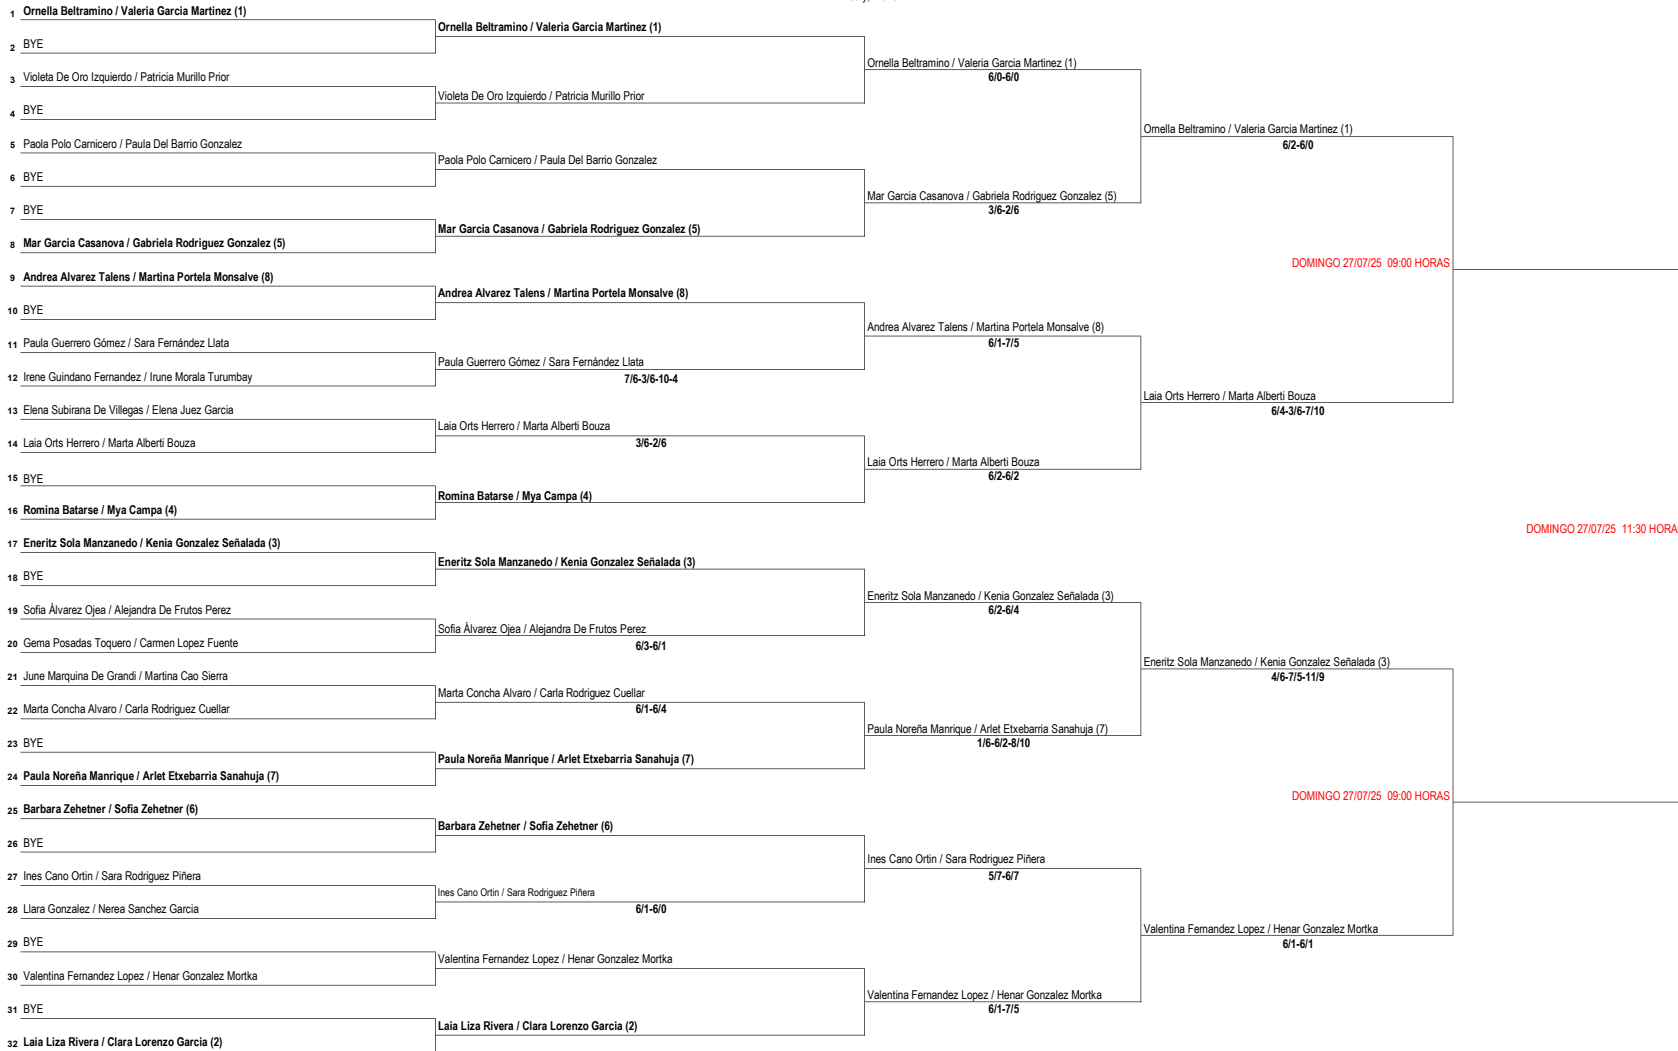 1 Ornella Beltramino / Valeria Garcia Martinez (1)
Ornella Beltramino / Valeria Garcia Martinez (1)
2 BYE
Ornella Beltramino / Valeria Garcia Martinez (1)
6/0-6/0
3 Violeta De Oro Izquierdo / Patricia Murillo Prior
Violeta De Oro Izquierdo / Patricia Murillo Prior
4 BYE
Ornella Beltramino / Valeria Garcia Martinez (1)
6/2-6/0
5 Paola Polo Carnicero / Paula Del Barrio Gonzalez
Paola Polo Carnicero / Paula Del Barrio Gonzalez
6 BYE
Mar Garcia Casanova / Gabriela Rodriguez Gonzalez (5)
3/6-2/6
7 BYE
Mar Garcia Casanova / Gabriela Rodriguez Gonzalez (5)
8 Mar Garcia Casanova / Gabriela Rodriguez Gonzalez (5)
DOMINGO 27/07/25 09:00 HORAS
9 Andrea Alvarez Talens / Martina Portela Monsalve (8)
Andrea Alvarez Talens / Martina Portela Monsalve (8)
10 BYE
Andrea Alvarez Talens / Martina Portela Monsalve (8)
6/1-7/5
11 Paula Guerrero Gómez / Sara Fernández Llata
Paula Guerrero Gómez / Sara Fernández Llata
7/6-3/6-10-4
12 Irene Guindano Fernandez / Irune Morala Turumbay
Laia Orts Herrero / Marta Alberti Bouza
6/4-3/6-7/10
13 Elena Subirana De Villegas / Elena Juez Garcia
Laia Orts Herrero / Marta Alberti Bouza
3/6-2/6
14 Laia Orts Herrero / Marta Alberti Bouza
Laia Orts Herrero / Marta Alberti Bouza
6/2-6/2
15 BYE
Romina Batarse / Mya Campa (4)
16 Romina Batarse / Mya Campa (4)
DOMINGO 27/07/25 11:30 HORA
17 Eneritz Sola Manzanedo / Kenia Gonzalez Señalada (3)
Eneritz Sola Manzanedo / Kenia Gonzalez Señalada (3)
18 BYE
Eneritz Sola Manzanedo / Kenia Gonzalez Señalada (3)
6/2-6/4
19 Sofia Álvarez Ojea / Alejandra De Frutos Perez
Sofia Álvarez Ojea / Alejandra De Frutos Perez
6/3-6/1
20 Gema Posadas Toquero / Carmen Lopez Fuente
Eneritz Sola Manzanedo / Kenia Gonzalez Señalada (3)
4/6-7/5-11/9
21 June Marquina De Grandi / Martina Cao Sierra
Marta Concha Alvaro / Carla Rodriguez Cuellar
6/1-6/4
22 Marta Concha Alvaro / Carla Rodriguez Cuellar
Paula Noreña Manrique / Arlet Etxebarria Sanahuja (7)
1/6-6/2-8/10
23 BYE
Paula Noreña Manrique / Arlet Etxebarria Sanahuja (7)
24 Paula Noreña Manrique / Arlet Etxebarria Sanahuja (7)
DOMINGO 27/07/25 09:00 HORAS
25 Barbara Zehetner / Sofia Zehetner (6)
Barbara Zehetner / Sofia Zehetner (6)
26 BYE
Ines Cano Ortin / Sara Rodriguez Piñera
5/7-6/7
27 Ines Cano Ortin / Sara Rodriguez Piñera
Ines Cano Ortin / Sara Rodriguez Piñera
6/1-6/0
28 Llara Gonzalez / Nerea Sanchez Garcia
Valentina Fernandez Lopez / Henar Gonzalez Mortka
6/1-6/1
29 BYE
Valentina Fernandez Lopez / Henar Gonzalez Mortka
30 Valentina Fernandez Lopez / Henar Gonzalez Mortka
Valentina Fernandez Lopez / Henar Gonzalez Mortka
6/1-7/5
31 BYE
Laia Liza Rivera / Clara Lorenzo Garcia (2)
32 Laia Liza Rivera / Clara Lorenzo Garcia (2)